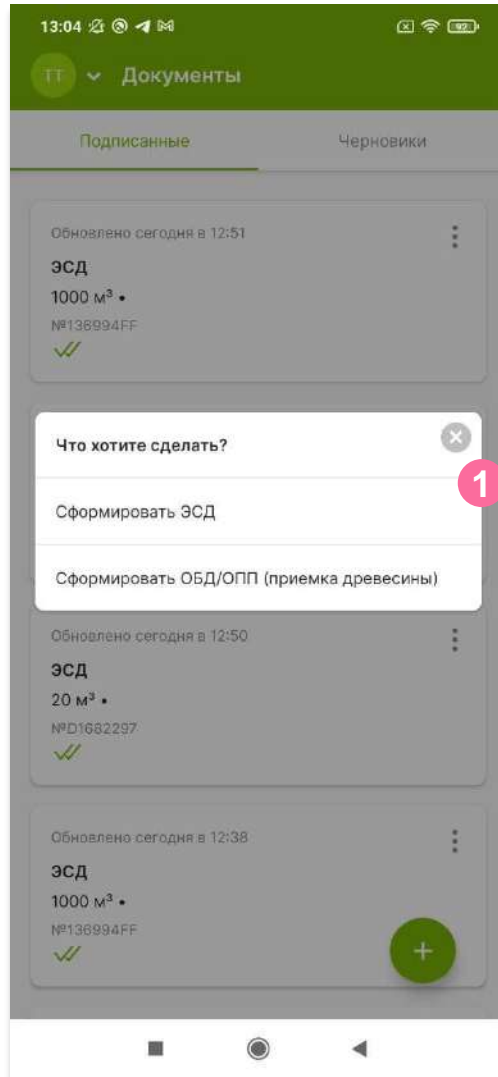 13:04
92
ТТ Документы
Подписанные Черновики
Обновлено сегодня в 12:51
ЭСД
1000 м³ •
№136994FF
Что хотите сделать?
1
Сформировать ЭСД
Сформировать ОБД/ОПП (приемка древесины)
Обновлено сегодня в 12:50
ЭСД
20 м³ •
№D1682297
Обновлено сегодня в 12:38
ЭСД
1000 м³ •
№136994FF
+